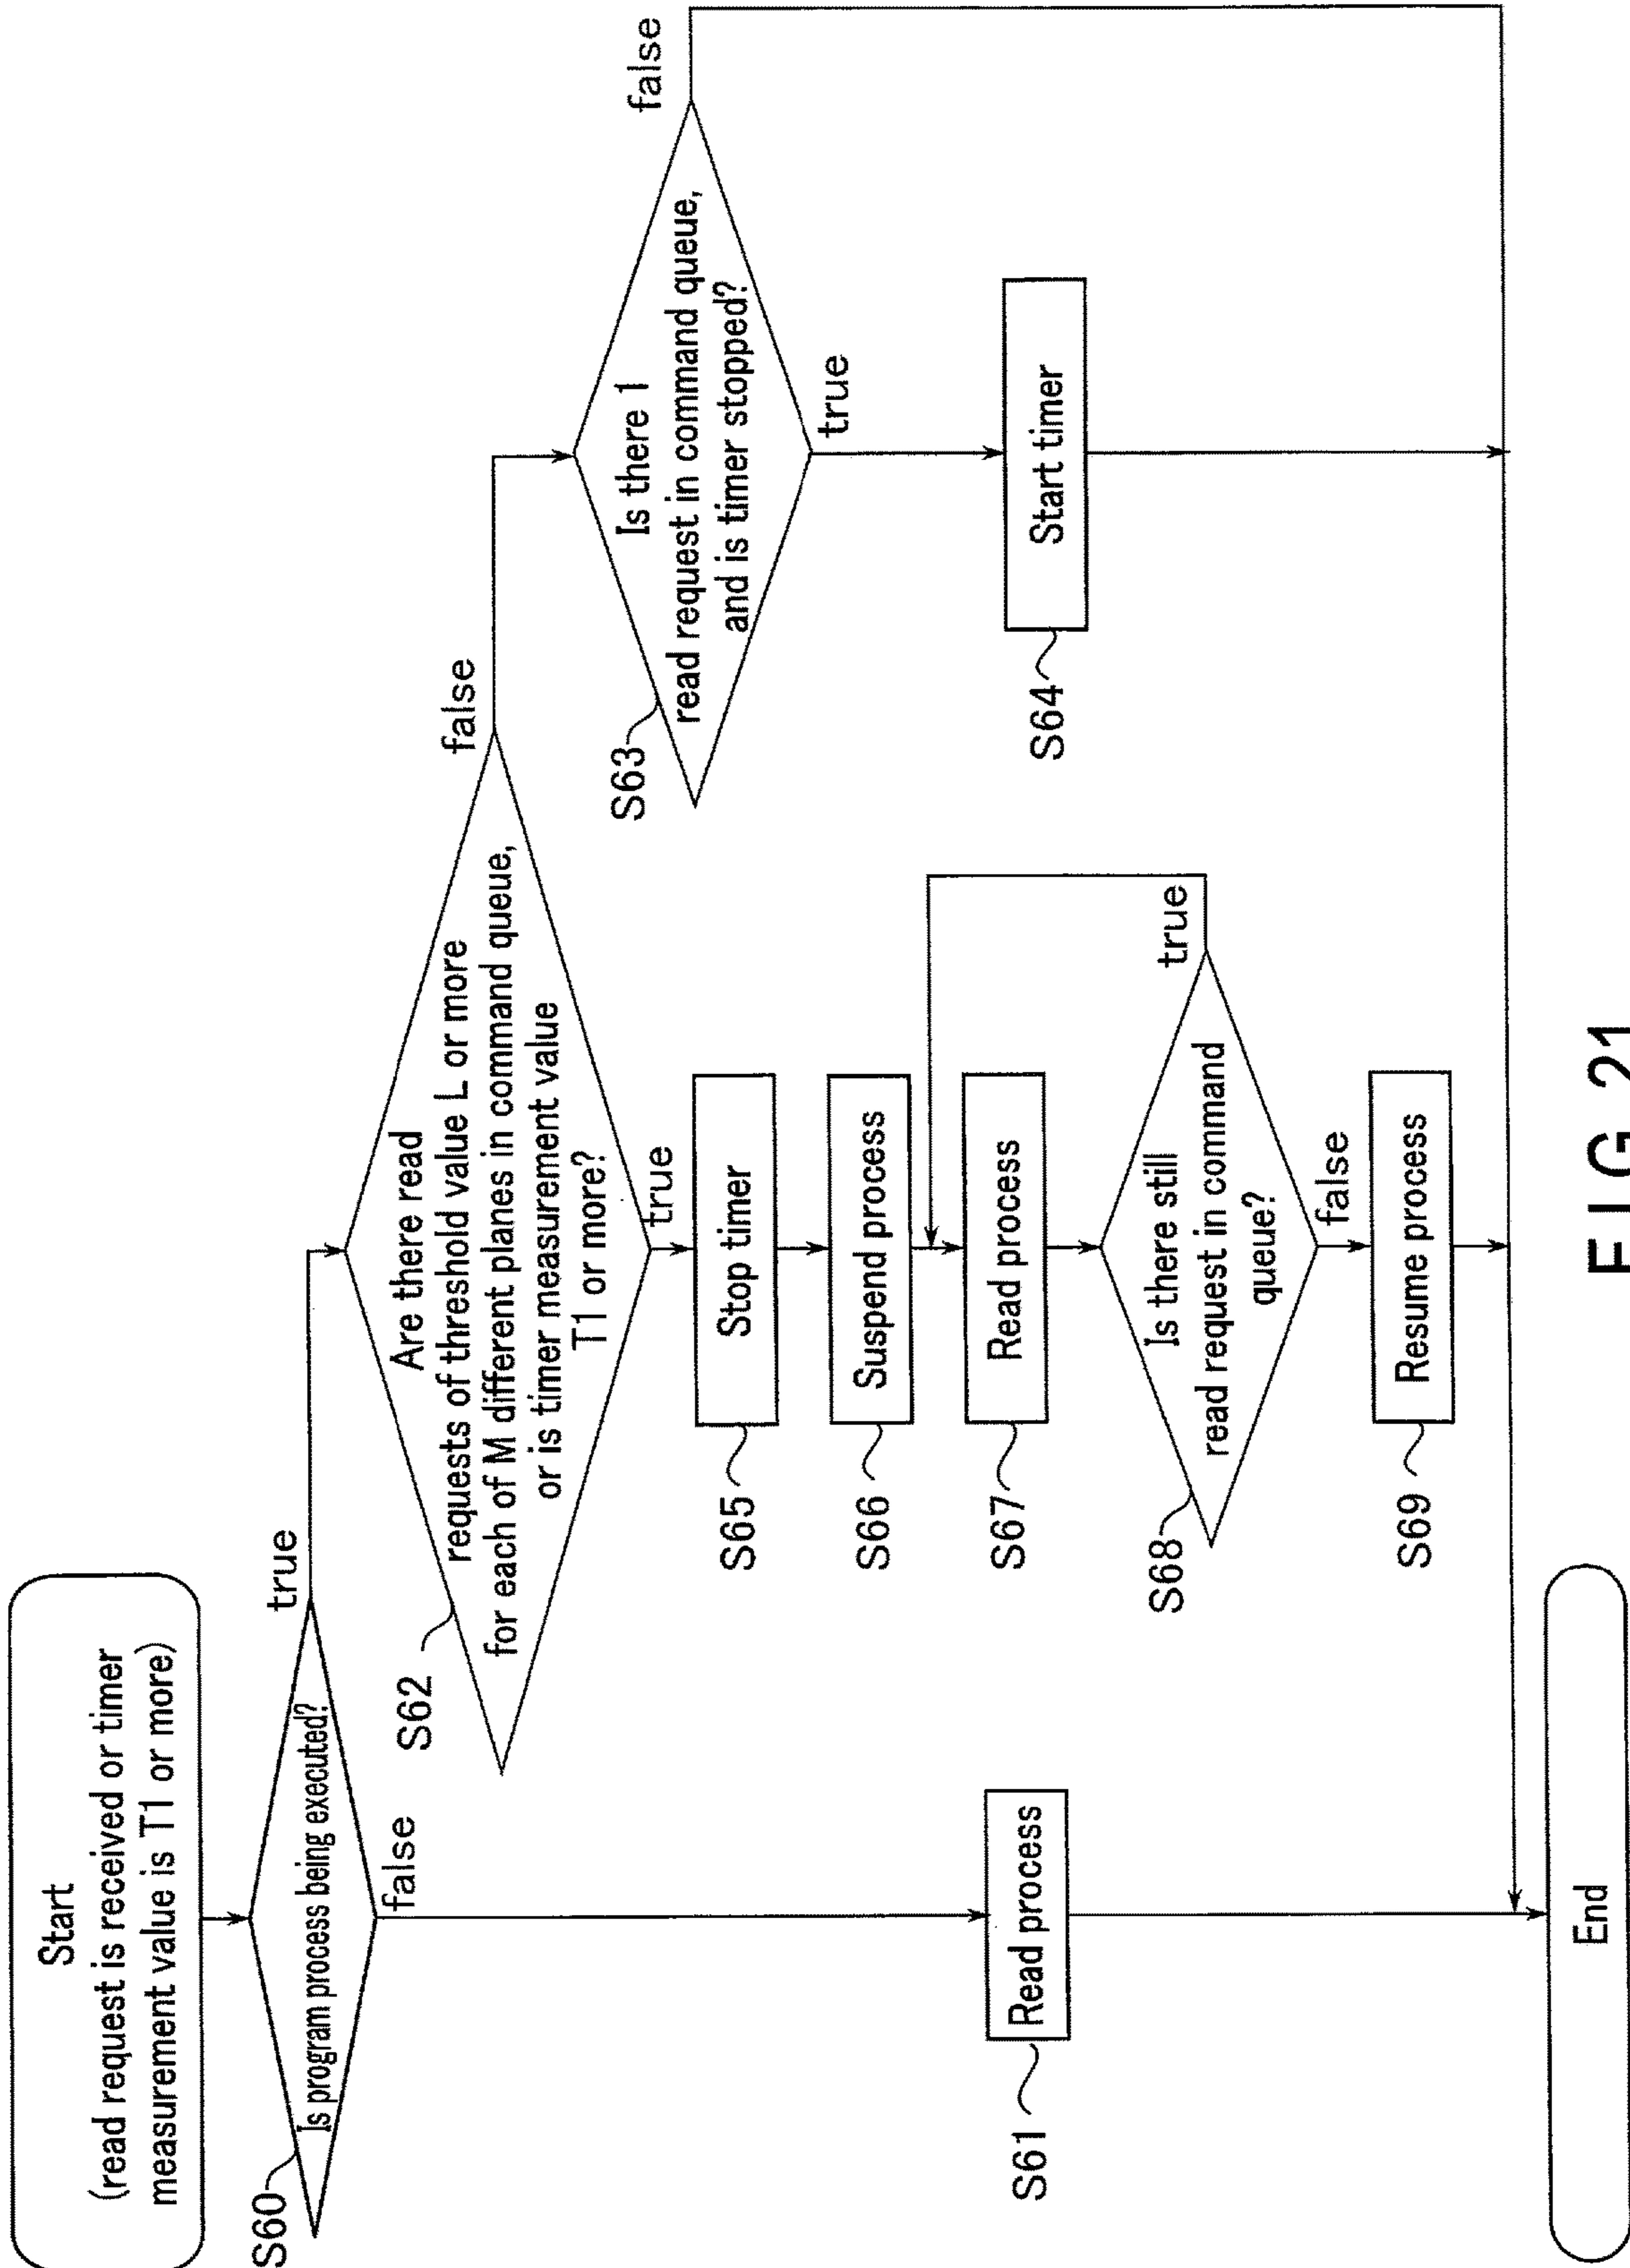 Start
(read request is received or timer
measurement value is T1 or more)
S60
Is program process being executed?
true
false
S61
Read process
S62
Are there read
requests of threshold value L or more
for each of M different planes in command queue,
or is timer measurement value
T1 or more?
false
true
S63
Is there 1
read request in command queue,
and is timer stopped?
false
true
S64
Start timer
S65
Stop timer
S66
Suspend process
S67
Read process
S68
Is there still
read request in command
queue?
true
false
S69
Resume process
End
FIG 21